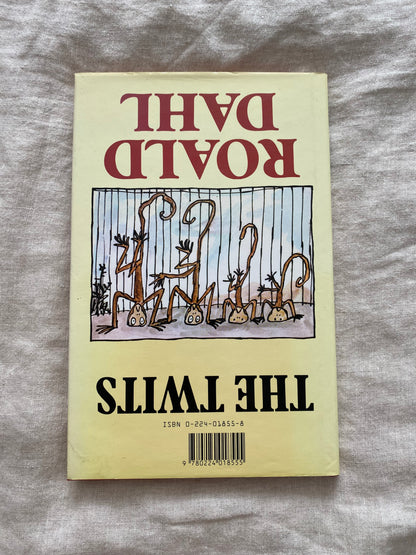 THE TWITS
ROALD
DAHL
ISBN 0-224-01855-8
9 780224 018555